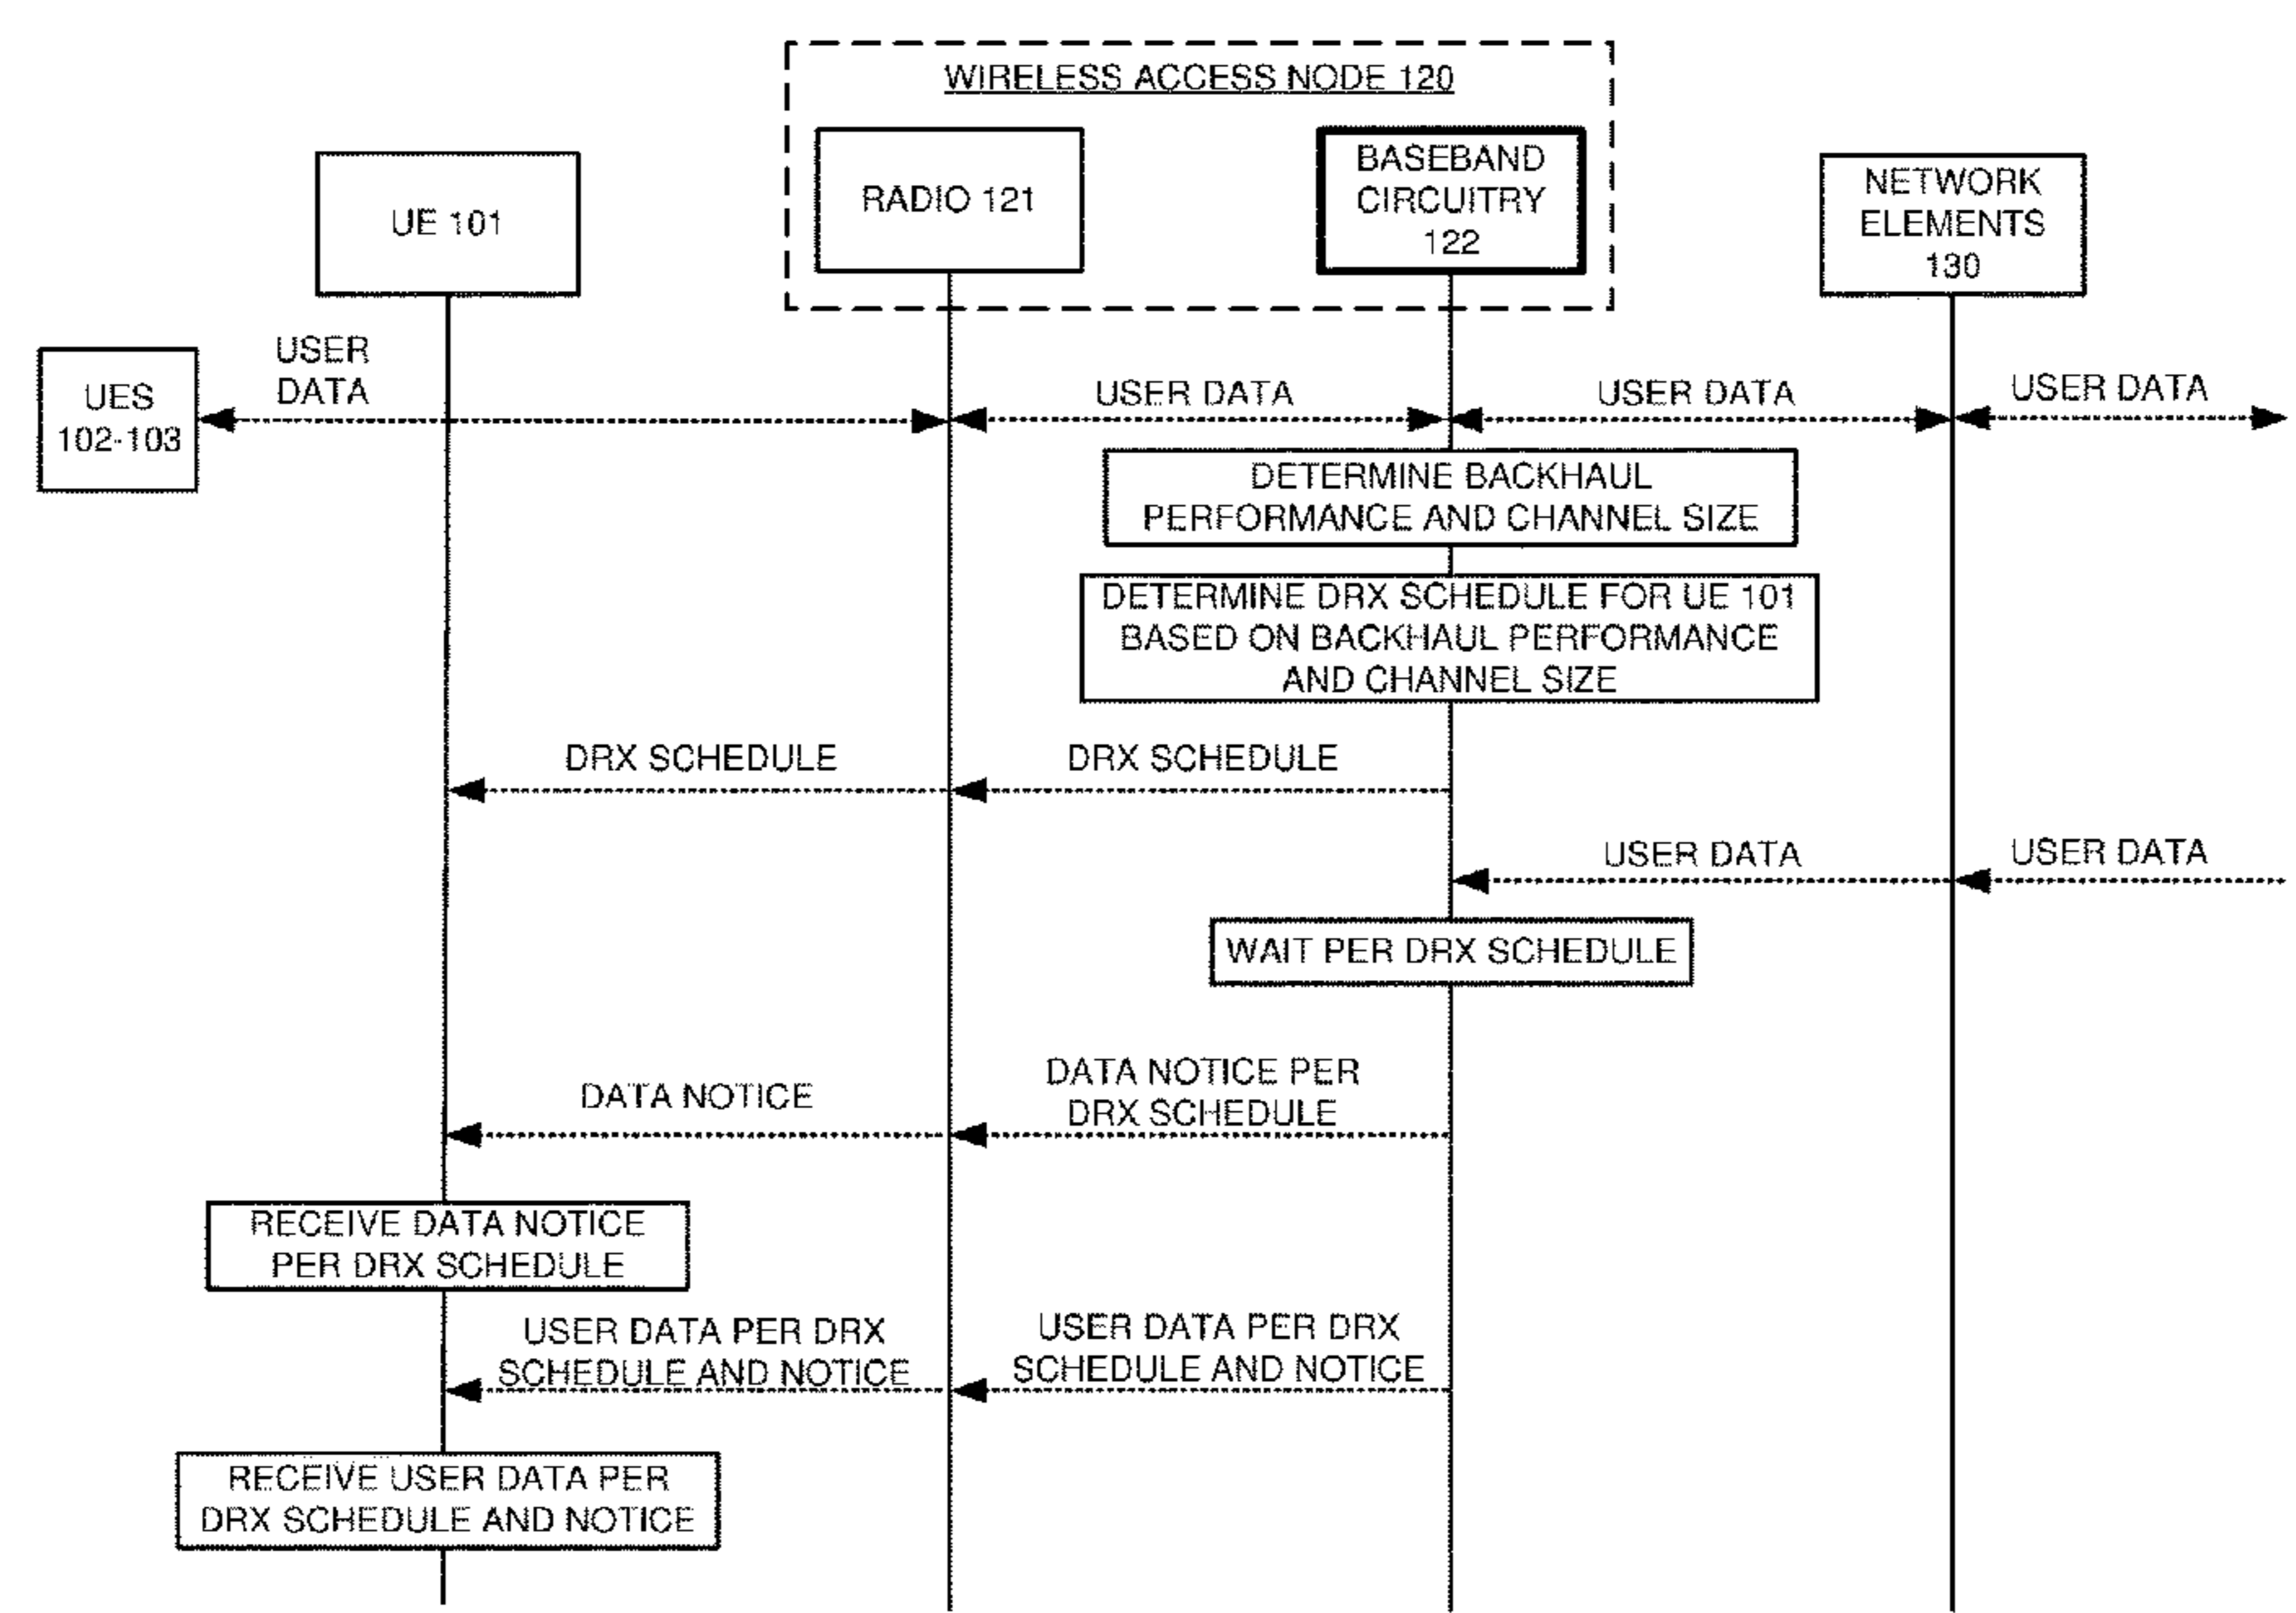 WIRELESS ACCESS NODE 120
UE 101
RADIO 121
BASEBAND
CIRCUITRY
122
NETWORK
ELEMENTS
130
UES
102-103
USER
DATA
USER DATA
USER DATA
USER DATA
DETERMINE BACKHAUL
PERFORMANCE AND CHANNEL SIZE
DETERMINE DRX SCHEDULE FOR UE 101
BASED ON BACKHAUL PERFORMANCE
AND CHANNEL SIZE
DRX SCHEDULE
DRX SCHEDULE
USER DATA
USER DATA
WAIT PER DRX SCHEDULE
DATA NOTICE
DATA NOTICE PER
DRX SCHEDULE
RECEIVE DATA NOTICE
PER DRX SCHEDULE
USER DATA PER DRX
SCHEDULE AND NOTICE
USER DATA PER DRX
SCHEDULE AND NOTICE
RECEIVE USER DATA PER
DRX SCHEDULE AND NOTICE